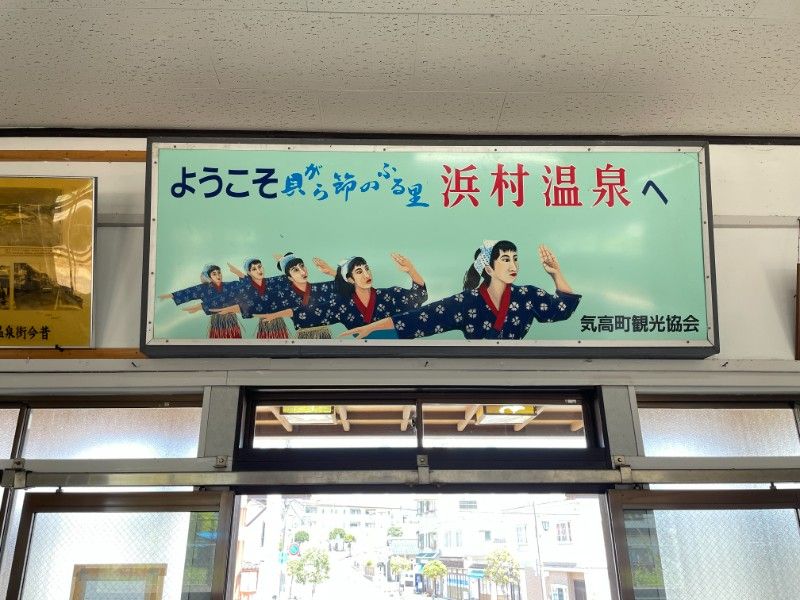 ようこそ貝がら節のふる里 浜村温泉へ
気高町観光協会
温泉街今昔